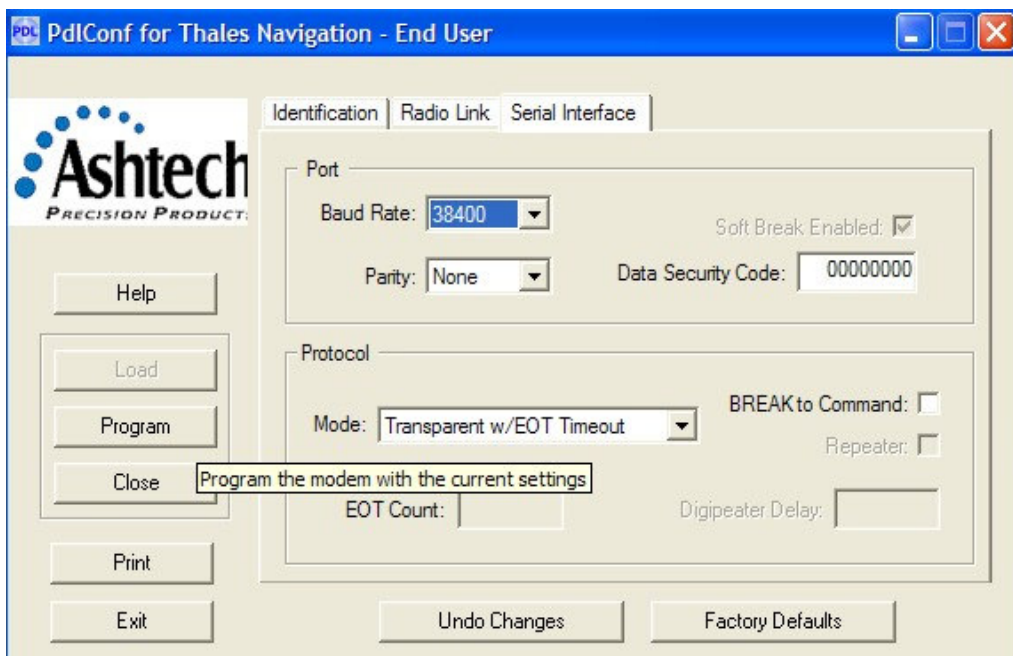 PDL PdlConf for Thales Navigation - End User
Ashtech
PRECISION PRODUCT
Identification Radio Link Serial Interface
Port
Baud Rate: 38400
Soft Break Enabled:
Parity: None
Data Security Code: 00000000
Help
Load
Program
Close
Protocol
Mode: Transparent w/EOT Timeout
BREAK to Command:
Repeater:
Program the modem with the current settings
EOT Count:
Digipeater Delay:
Print
Exit
Undo Changes
Factory Defaults